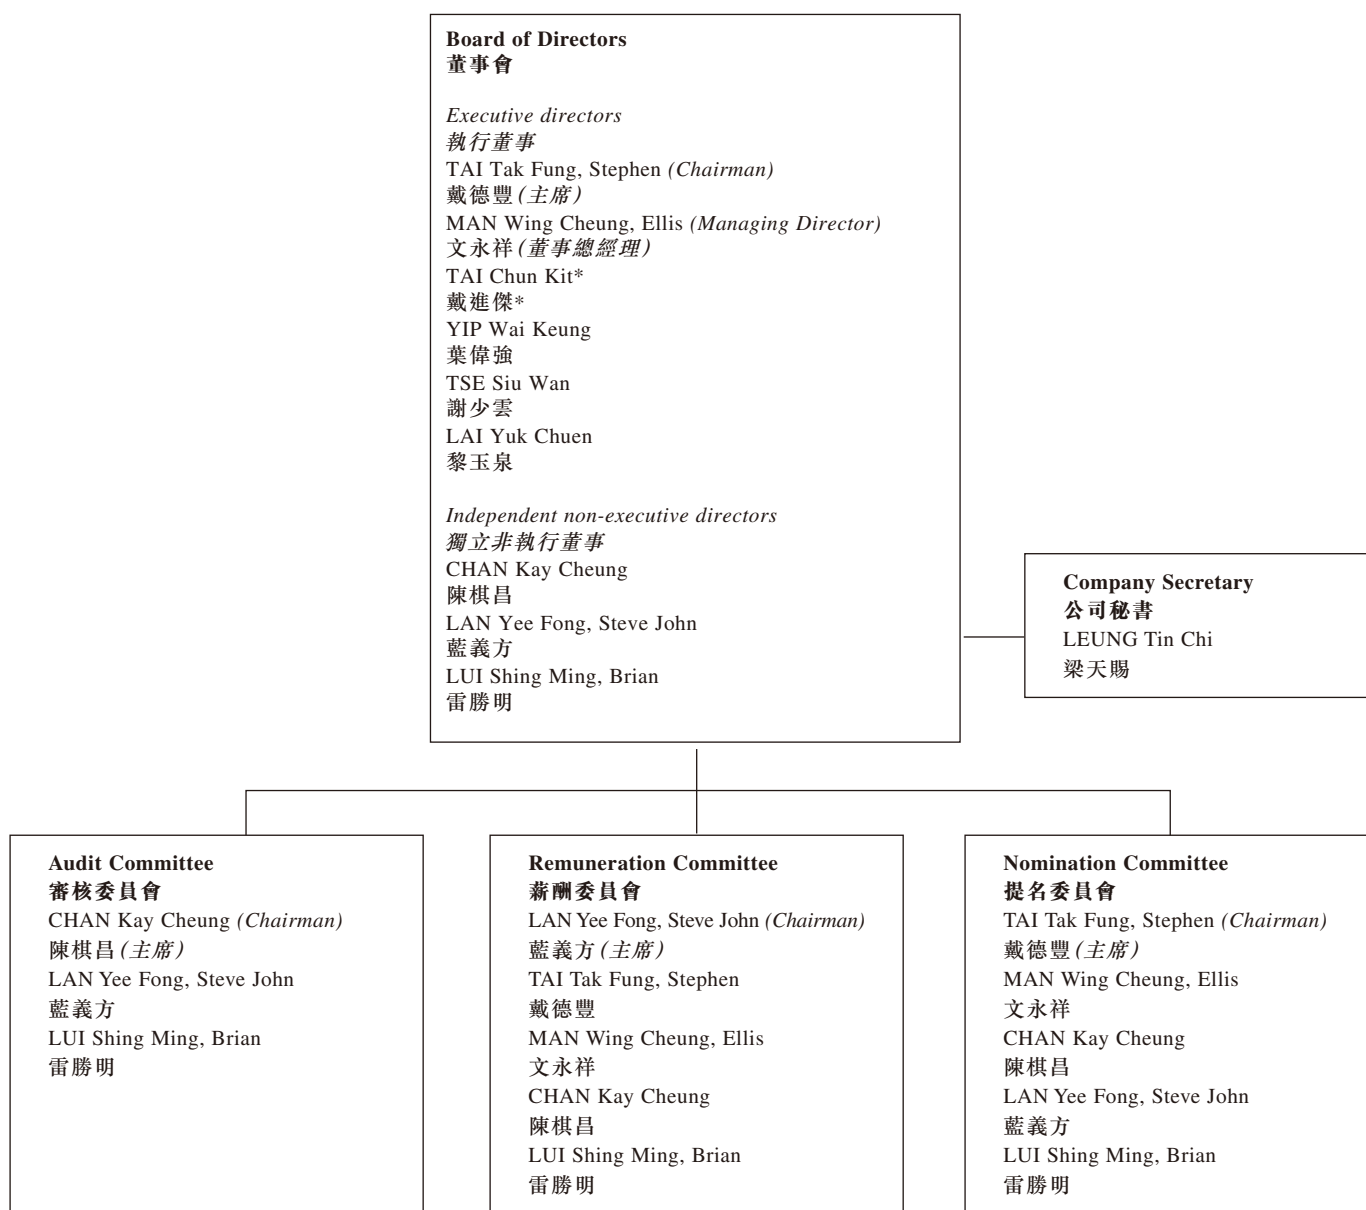 Board of Directors
董事會
Executive directors
執行董事
TAI Tak Fung, Stephen (Chairman)
戴德豐（主席）
MAN Wing Cheung, Ellis (Managing Director)
文永祥（董事總經理）
TAI Chun Kit*
戴進傑*
YIP Wai Keung
葉偉強
TSE Siu Wan
謝少雲
LAI Yuk Chuen
黎玉泉
Independent non-executive directors
獨立非執行董事
CHAN Kay Cheung
陳棋昌
LAN Yee Fong, Steve John
藍義方
LUI Shing Ming, Brian
雷勝明
Company Secretary
公司秘書
LEUNG Tin Chi
梁天賜
Audit Committee
審核委員會
CHAN Kay Cheung (Chairman)
陳棋昌（主席）
LAN Yee Fong, Steve John
藍義方
LUI Shing Ming, Brian
雷勝明
Remuneration Committee
薪酬委員會
LAN Yee Fong, Steve John (Chairman)
藍義方（主席）
TAI Tak Fung, Stephen
戴德豐
MAN Wing Cheung, Ellis
文永祥
CHAN Kay Cheung
陳棋昌
LUI Shing Ming, Brian
雷勝明
Nomination Committee
提名委員會
TAI Tak Fung, Stephen (Chairman)
戴德豐（主席）
MAN Wing Cheung, Ellis
文永祥
CHAN Kay Cheung
陳棋昌
LAN Yee Fong, Steve John
藍義方
LUI Shing Ming, Brian
雷勝明